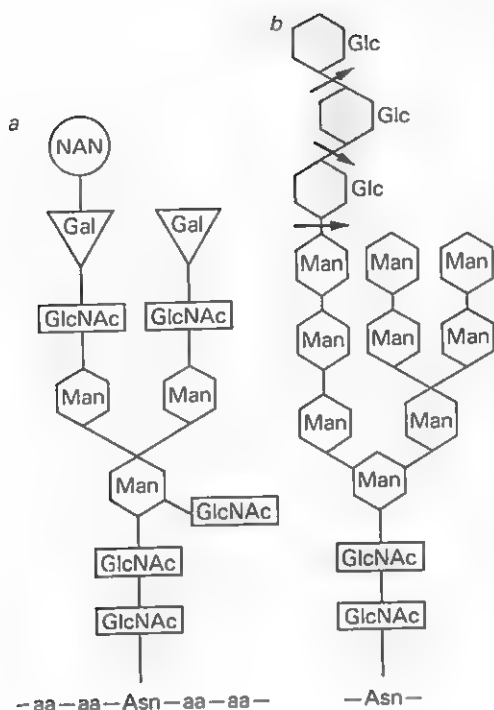 a
NAN
Gal Gal
GlcNAc GlcNAc
Man Man
Man
GlcNAc
GlcNAc
GlcNAc
—aa—aa—Asn—aa—aa—
b
Glc
Glc
Glc
Man Man Man
Man Man Man
Man Man
Man
GlcNAc
GlcNAc
—Asn—